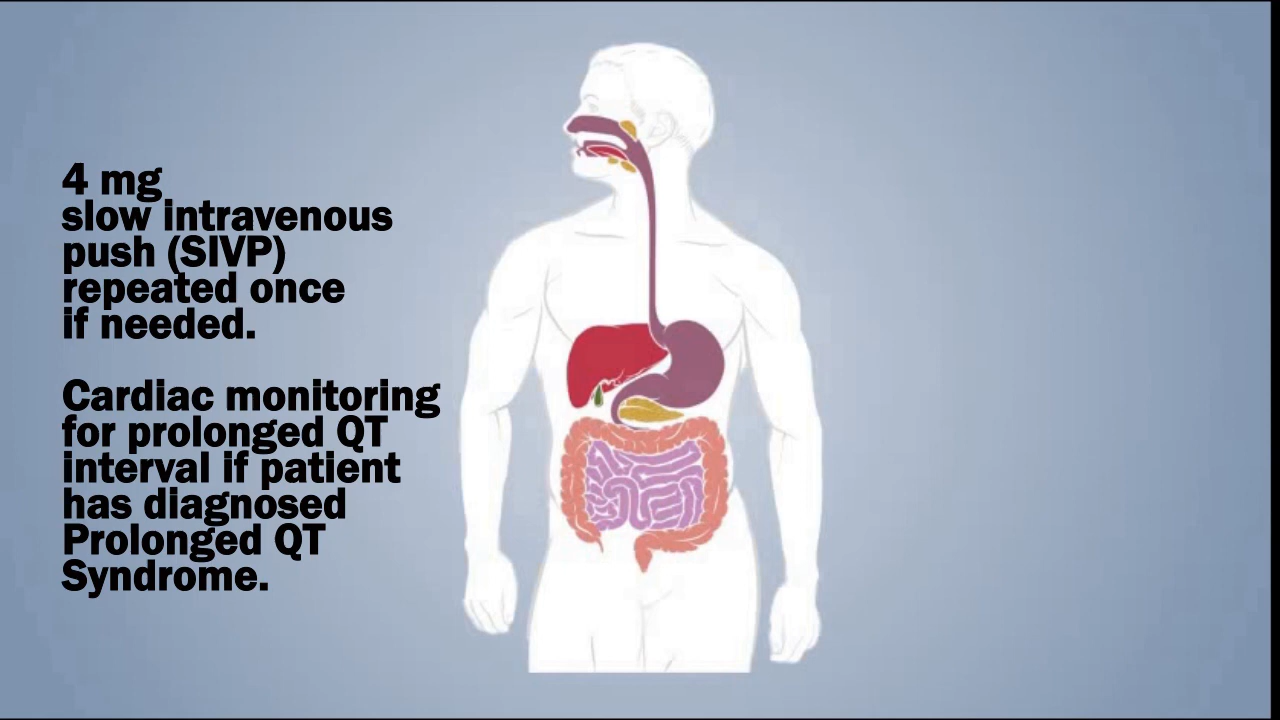 4 mg
slow intravenous
push (SIVP)
repeated once
if needed.
Cardiac monitoring
for prolonged QT
interval if patient
has diagnosed
Prolonged QT
Syndrome.